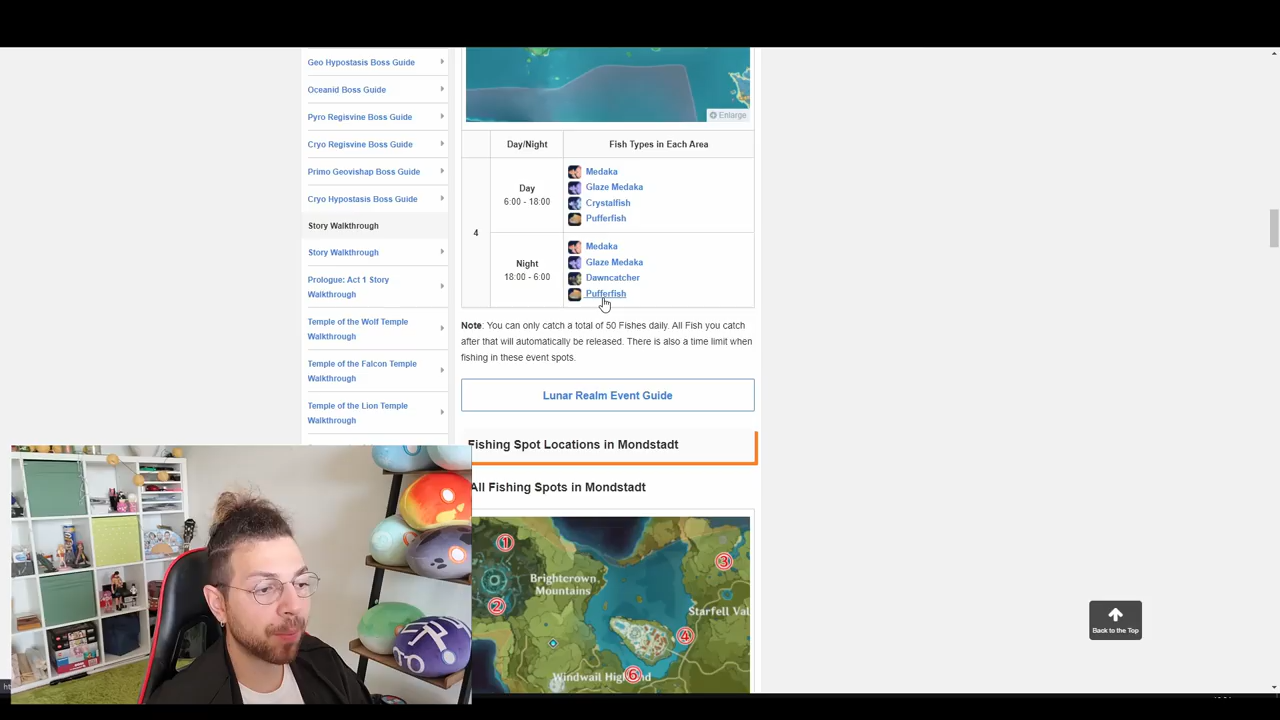 Geo Hypostasis Boss Guide
Oceanid Boss Guide
Pyro Regisvine Boss Guide
Cryo Regisvine Boss Guide
Primo Geovishap Boss Guide
Cryo Hypostasis Boss Guide
Story Walkthrough
Story Walkthrough
Prologue: Act 1 Story
Walkthrough
Temple of the Wolf Temple
Walkthrough
Temple of the Falcon Temple
Walkthrough
Temple of the Lion Temple
Walkthrough
Enlarge
Day/Night
Fish Types in Each Area
4
Day
6:00 - 18:00
Medaka
Glaze Medaka
Crystalfish
Pufferfish
Night
18:00 - 6:00
Medaka
Glaze Medaka
Dawncatcher
Pufferfish
Note: You can only catch a total of 50 Fishes daily. All Fish you catch
after that will automatically be released. There is also a time limit when
fishing in these event spots.
Lunar Realm Event Guide
Fishing Spot Locations in Mondstadt
All Fishing Spots in Mondstadt
1
Brightcrown
Mountains
3
2
Starfell Val
4
6
Windwail High
Back to the Top